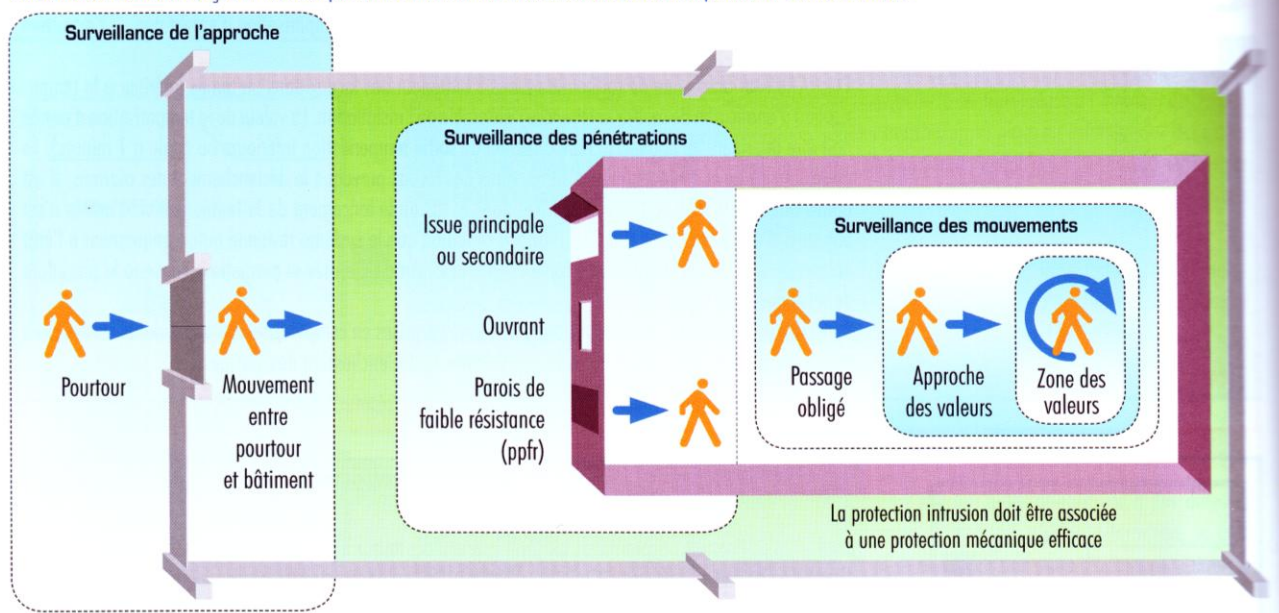 Surveillance de l'approche
Pourtour
Mouvement
entre
pourtour
et bâtiment
Surveillance des pénétrations
Issue principale
ou secondaire
Ouvrant
Parois de
faible résistance
(ppfr)
Surveillance des mouvements
Passage
obligé
Approche
des valeurs
Zone des
valeurs
La protection intrusion doit être associée
à une protection mécanique efficace